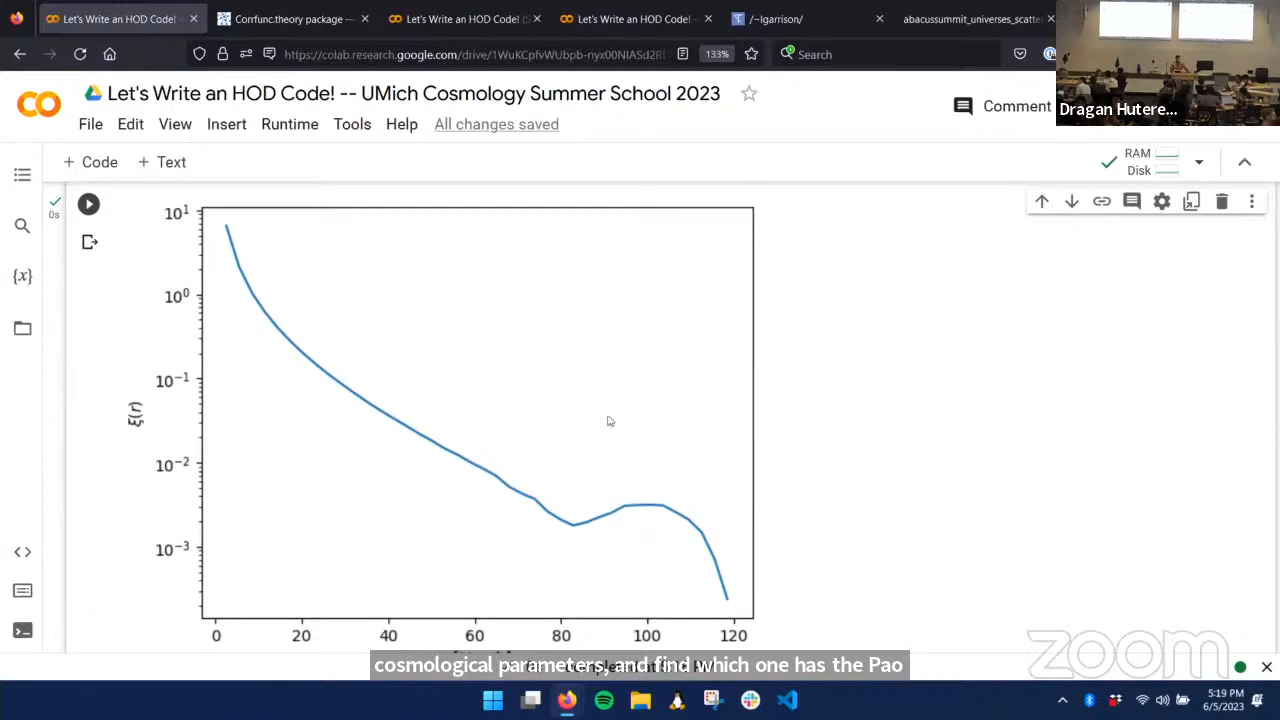 Let's Write an HOD Code! -
Corrfunc.theory package —
Let's Write an HOD Code! -
Let's Write an HOD Code! -
/~lgarrison/
abacussummit_universes_scatte
https://colab.research.google.com/
133%
Search
Let's Write an HOD Code! -- UMich Cosmology Summer School 2023
Comment
Dragan Hutere...
File Edit View Insert Runtime Tools Help All changes saved
+ Code + Text
RAM
Disk
{x}
0s
10¹
10⁰
10⁻¹
10⁻²
10⁻³
ξ(r)
0 20 40 60 80 100 120
zoom
cosmological parameters, and find which one has the Pao
5:19 PM
6/5/2023